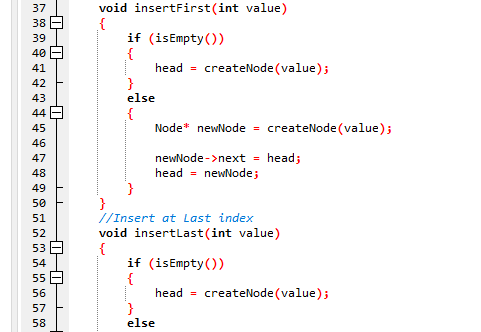 37 void insertFirst(int value)
38 {
39 if (isEmpty())
40 {
41 head = createNode(value);
42 }
43 else
44 {
45 Node* newNode = createNode(value);
46
47 newNode->next = head;
48 head = newNode;
49 }
50 }
51 //Insert at Last index
52 void insertLast(int value)
53 {
54 if (isEmpty())
55 {
56 head = createNode(value);
57 }
58 else